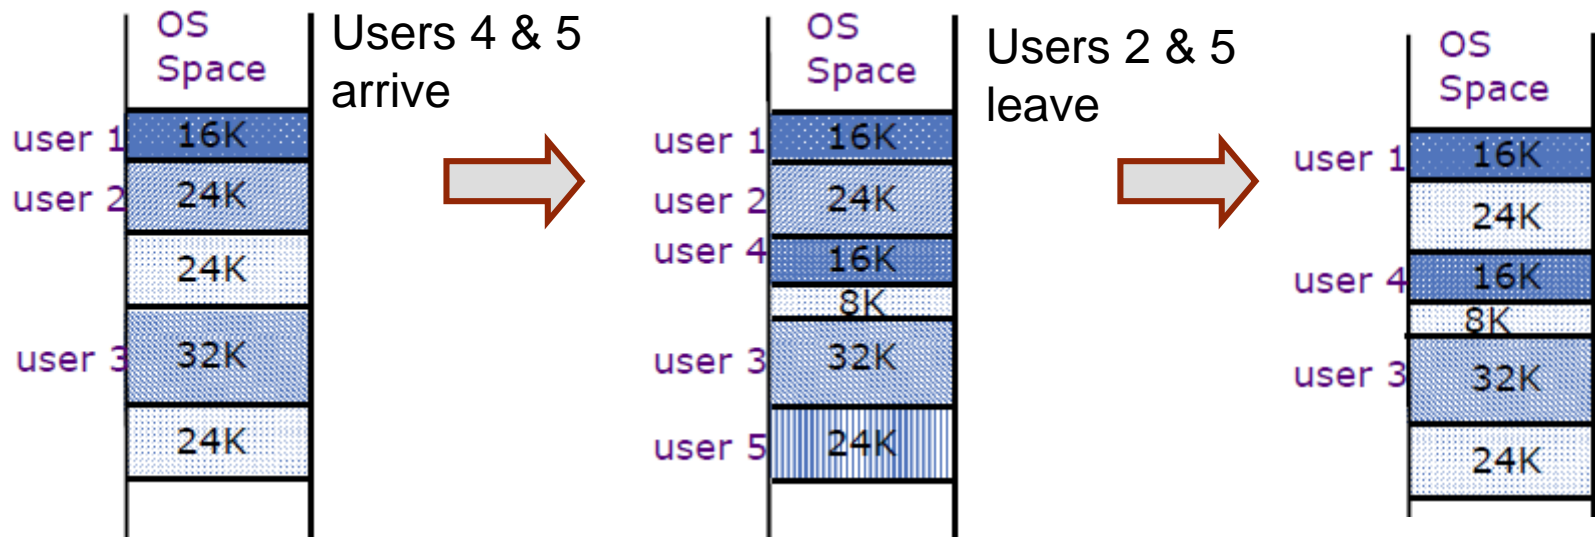 OS
Space
user 1
16K
user 2
24K
24K
user 3
32K
24K
Users 4 & 5
arrive
OS
Space
user 1
16K
user 2
24K
user 4
16K
8K
user 3
32K
user 5
24K
Users 2 & 5
leave
OS
Space
user 1
16K
24K
user 4
16K
8K
user 3
32K
24K